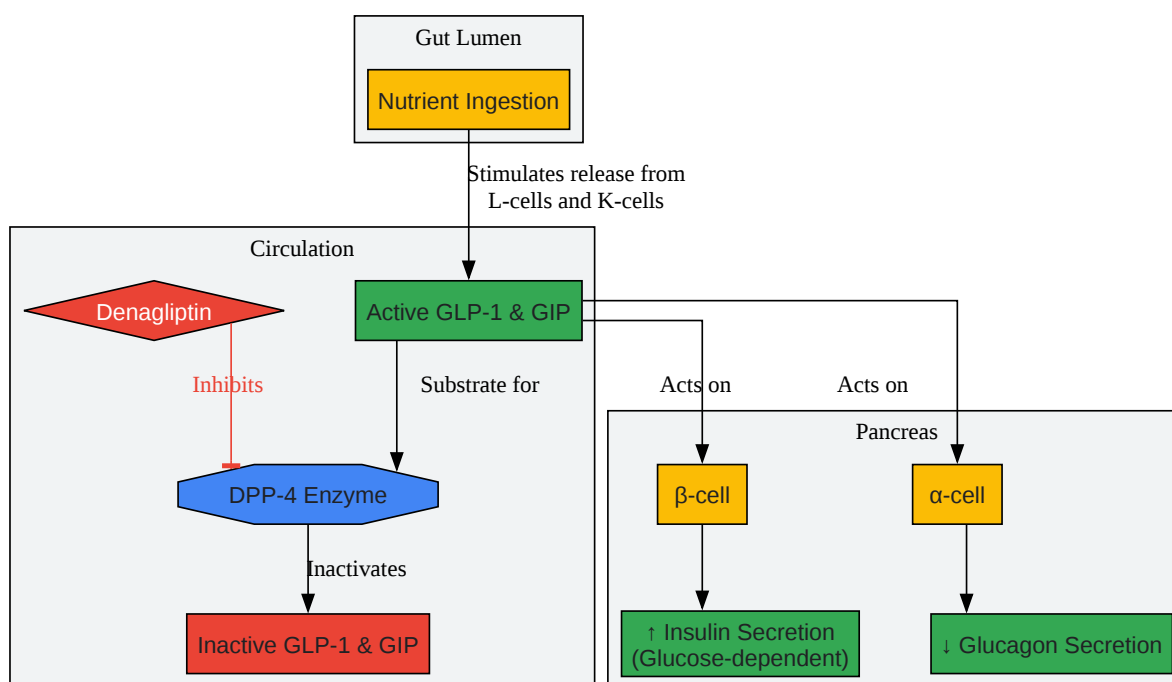 Gut Lumen
Nutrient Ingestion
Stimulates release from
L-cells and K-cells
Circulation
Denagliptin
Active GLP-1 & GIP
Inhibits
Substrate for
Acts on
Acts on
Pancreas
DPP-4 Enzyme
β-cell
α-cell
Inactivates
Inactive GLP-1 & GIP
↑ Insulin Secretion
(Glucose-dependent)
↓ Glucagon Secretion